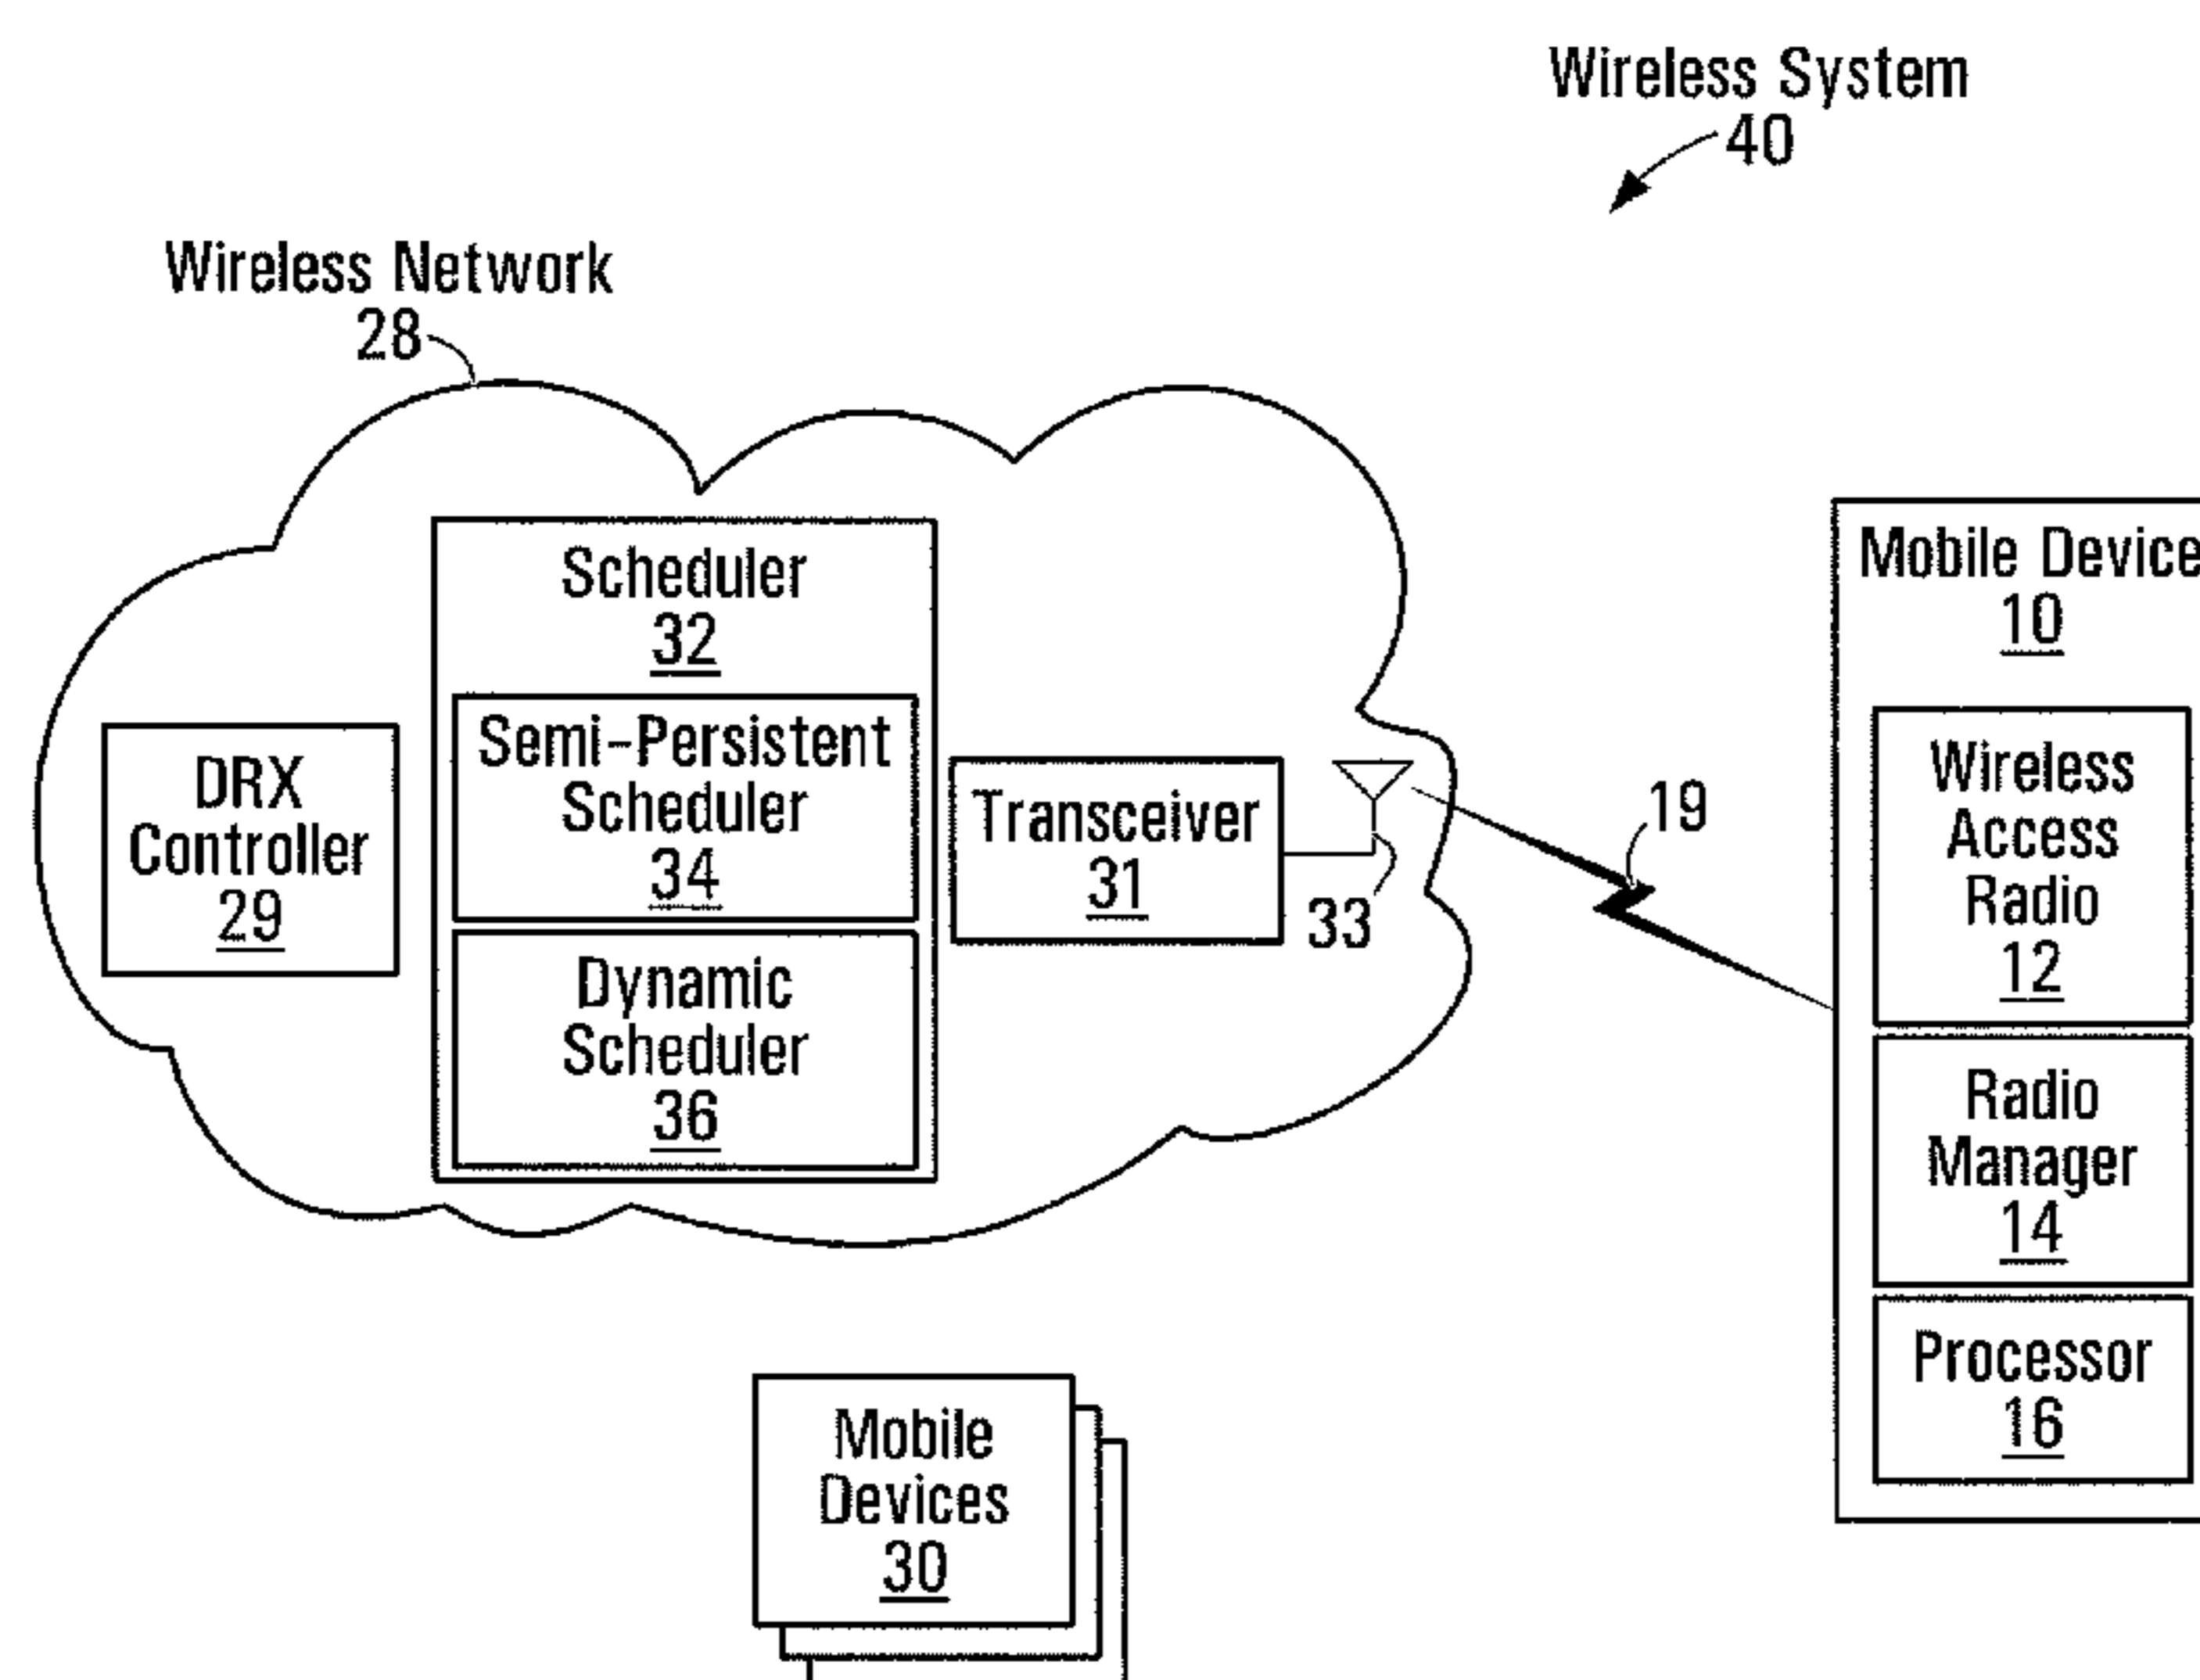 Wireless System
40
Wireless Network
28
Scheduler
32
Semi-Persistent
Scheduler
34
Dynamic
Scheduler
36
DRX
Controller
29
Transceiver
31
33
19
Mobile Device
10
Wireless
Access
Radio
12
Radio
Manager
14
Processor
16
Mobile
Devices
30